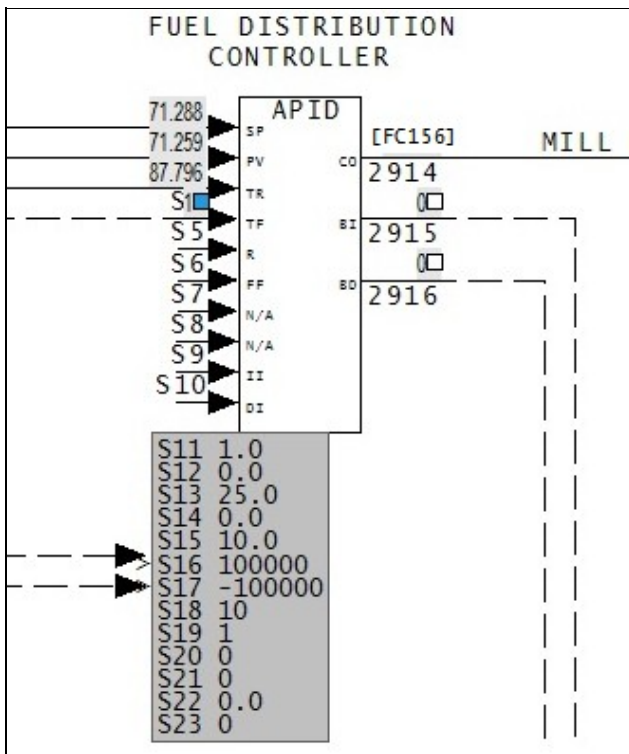 FUEL DISTRIBUTION
CONTROLLER
APID
71.288
SP
71.259
PV
87.796
TR
S1
TF
S5
R
S6
FF
S7
N/A
S8
N/A
S9
II
S10
DI
[FC156]
MILL
CO
2914
0
BI
2915
0
BD
2916
S11 1.0
S12 0.0
S13 25.0
S14 0.0
S15 10.0
S16 100000
S17 -100000
S18 10
S19 1
S20 0
S21 0
S22 0.0
S23 0